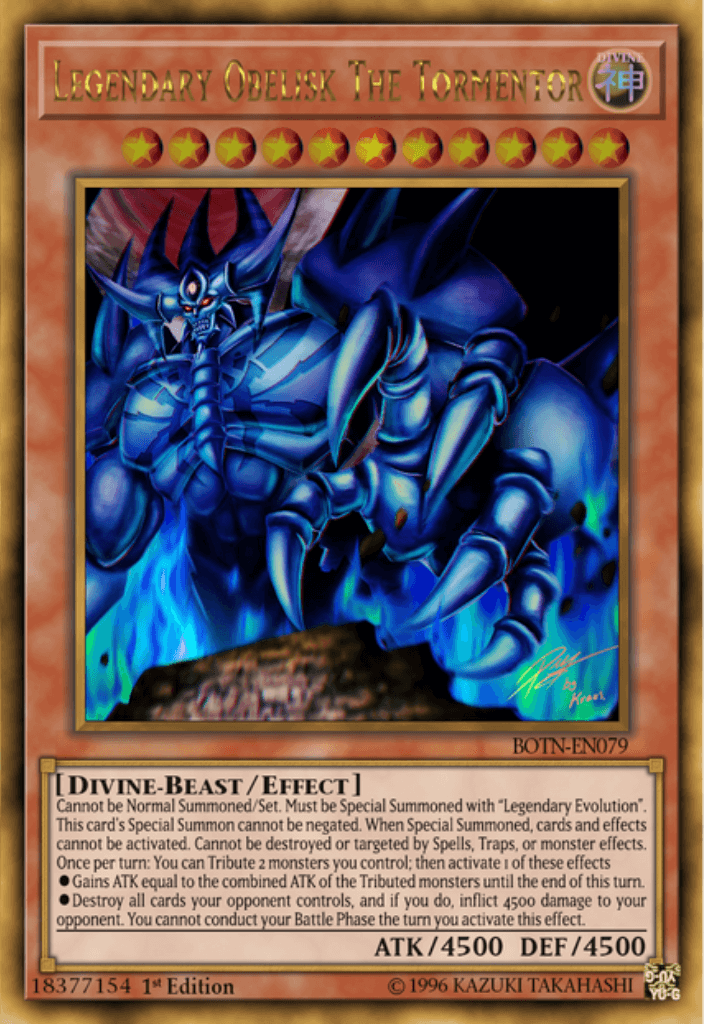 Legendary Obelisk The Tormentor
DIVINE
神
BOTN-EN079
[Divine-Beast/Effect]
Cannot be Normal Summoned/Set. Must be Special Summoned with “Legendary Evolution”.
This card's Special Summon cannot be negated. When Special Summoned, cards and effects
cannot be activated. Cannot be destroyed or targeted by Spells, Traps, or monster effects.
Once per turn: You can Tribute 2 monsters you control; then activate 1 of these effects
●Gains ATK equal to the combined ATK of the Tributed monsters until the end of this turn.
●Destroy all cards your opponent controls, and if you do, inflict 4500 damage to your
opponent. You cannot conduct your Battle Phase the turn you activate this effect.
ATK/4500 DEF/4500
18377154 1st Edition ©1996 KAZUKI TAKAHASHI